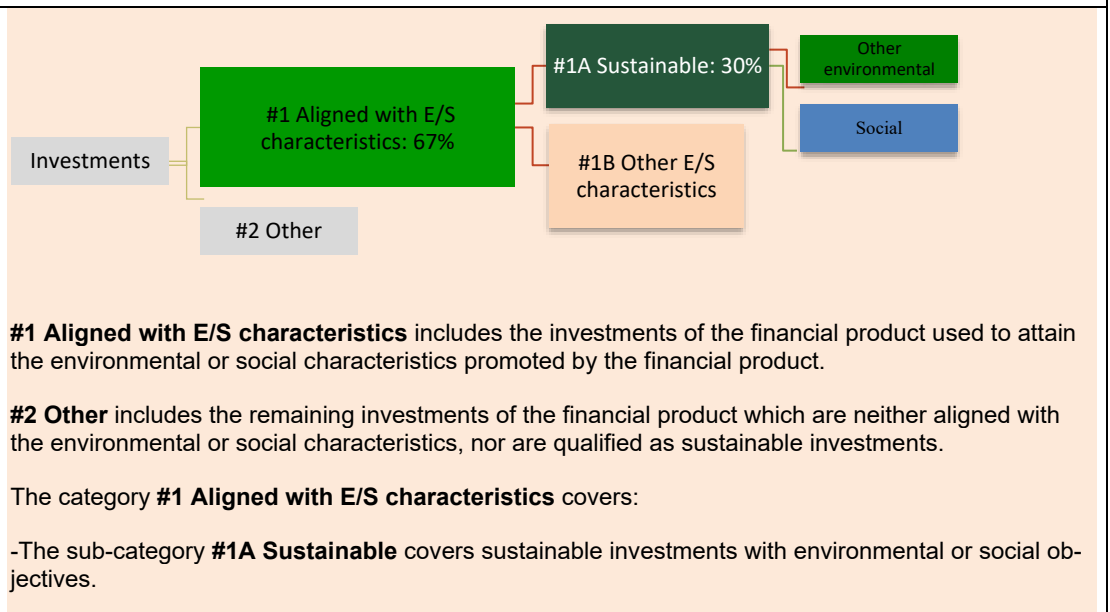 Investments
#1 Aligned with E/S
characteristics: 67%
#2 Other
#1A Sustainable: 30%
#1B Other E/S
characteristics
Other
environmental
Social
#1 Aligned with E/S characteristics includes the investments of the financial product used to attain
the environmental or social characteristics promoted by the financial product.
#2 Other includes the remaining investments of the financial product which are neither aligned with
the environmental or social characteristics, nor are qualified as sustainable investments.
The category #1 Aligned with E/S characteristics covers:
-The sub-category #1A Sustainable covers sustainable investments with environmental or social ob-
jectives.